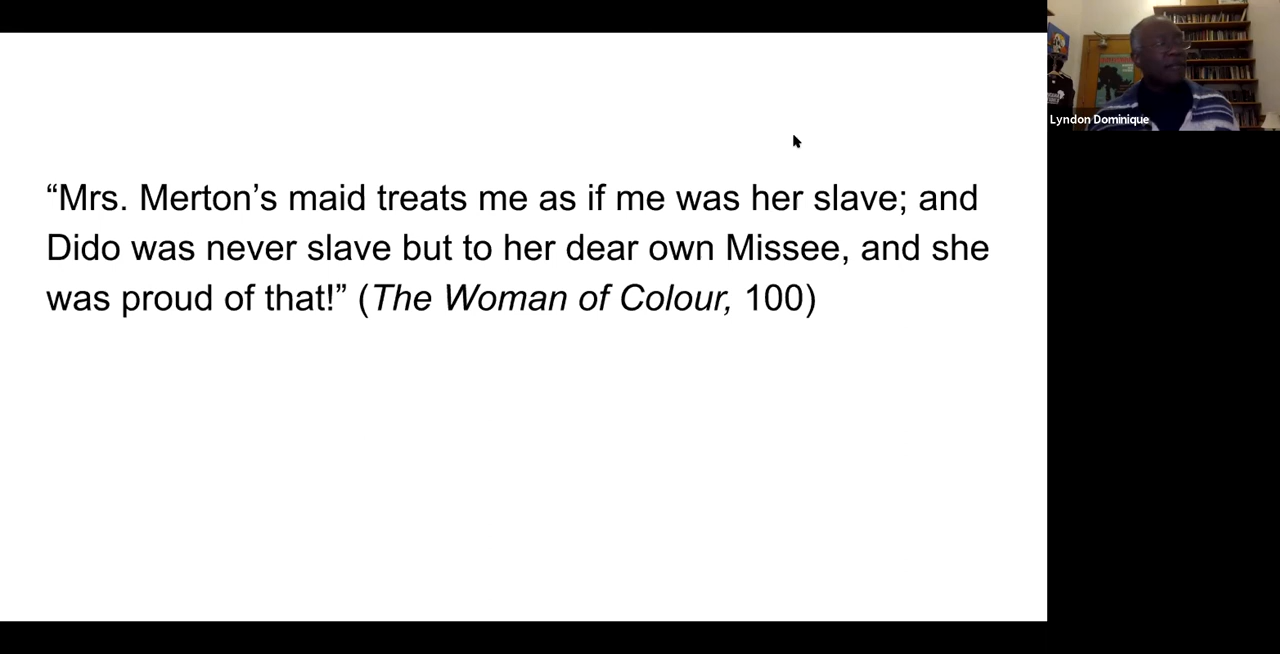 “Mrs. Merton’s maid treats me as if me was her slave; and
Dido was never slave but to her dear own Missee, and she
was proud of that!” (The Woman of Colour, 100)
Lyndon Dominique